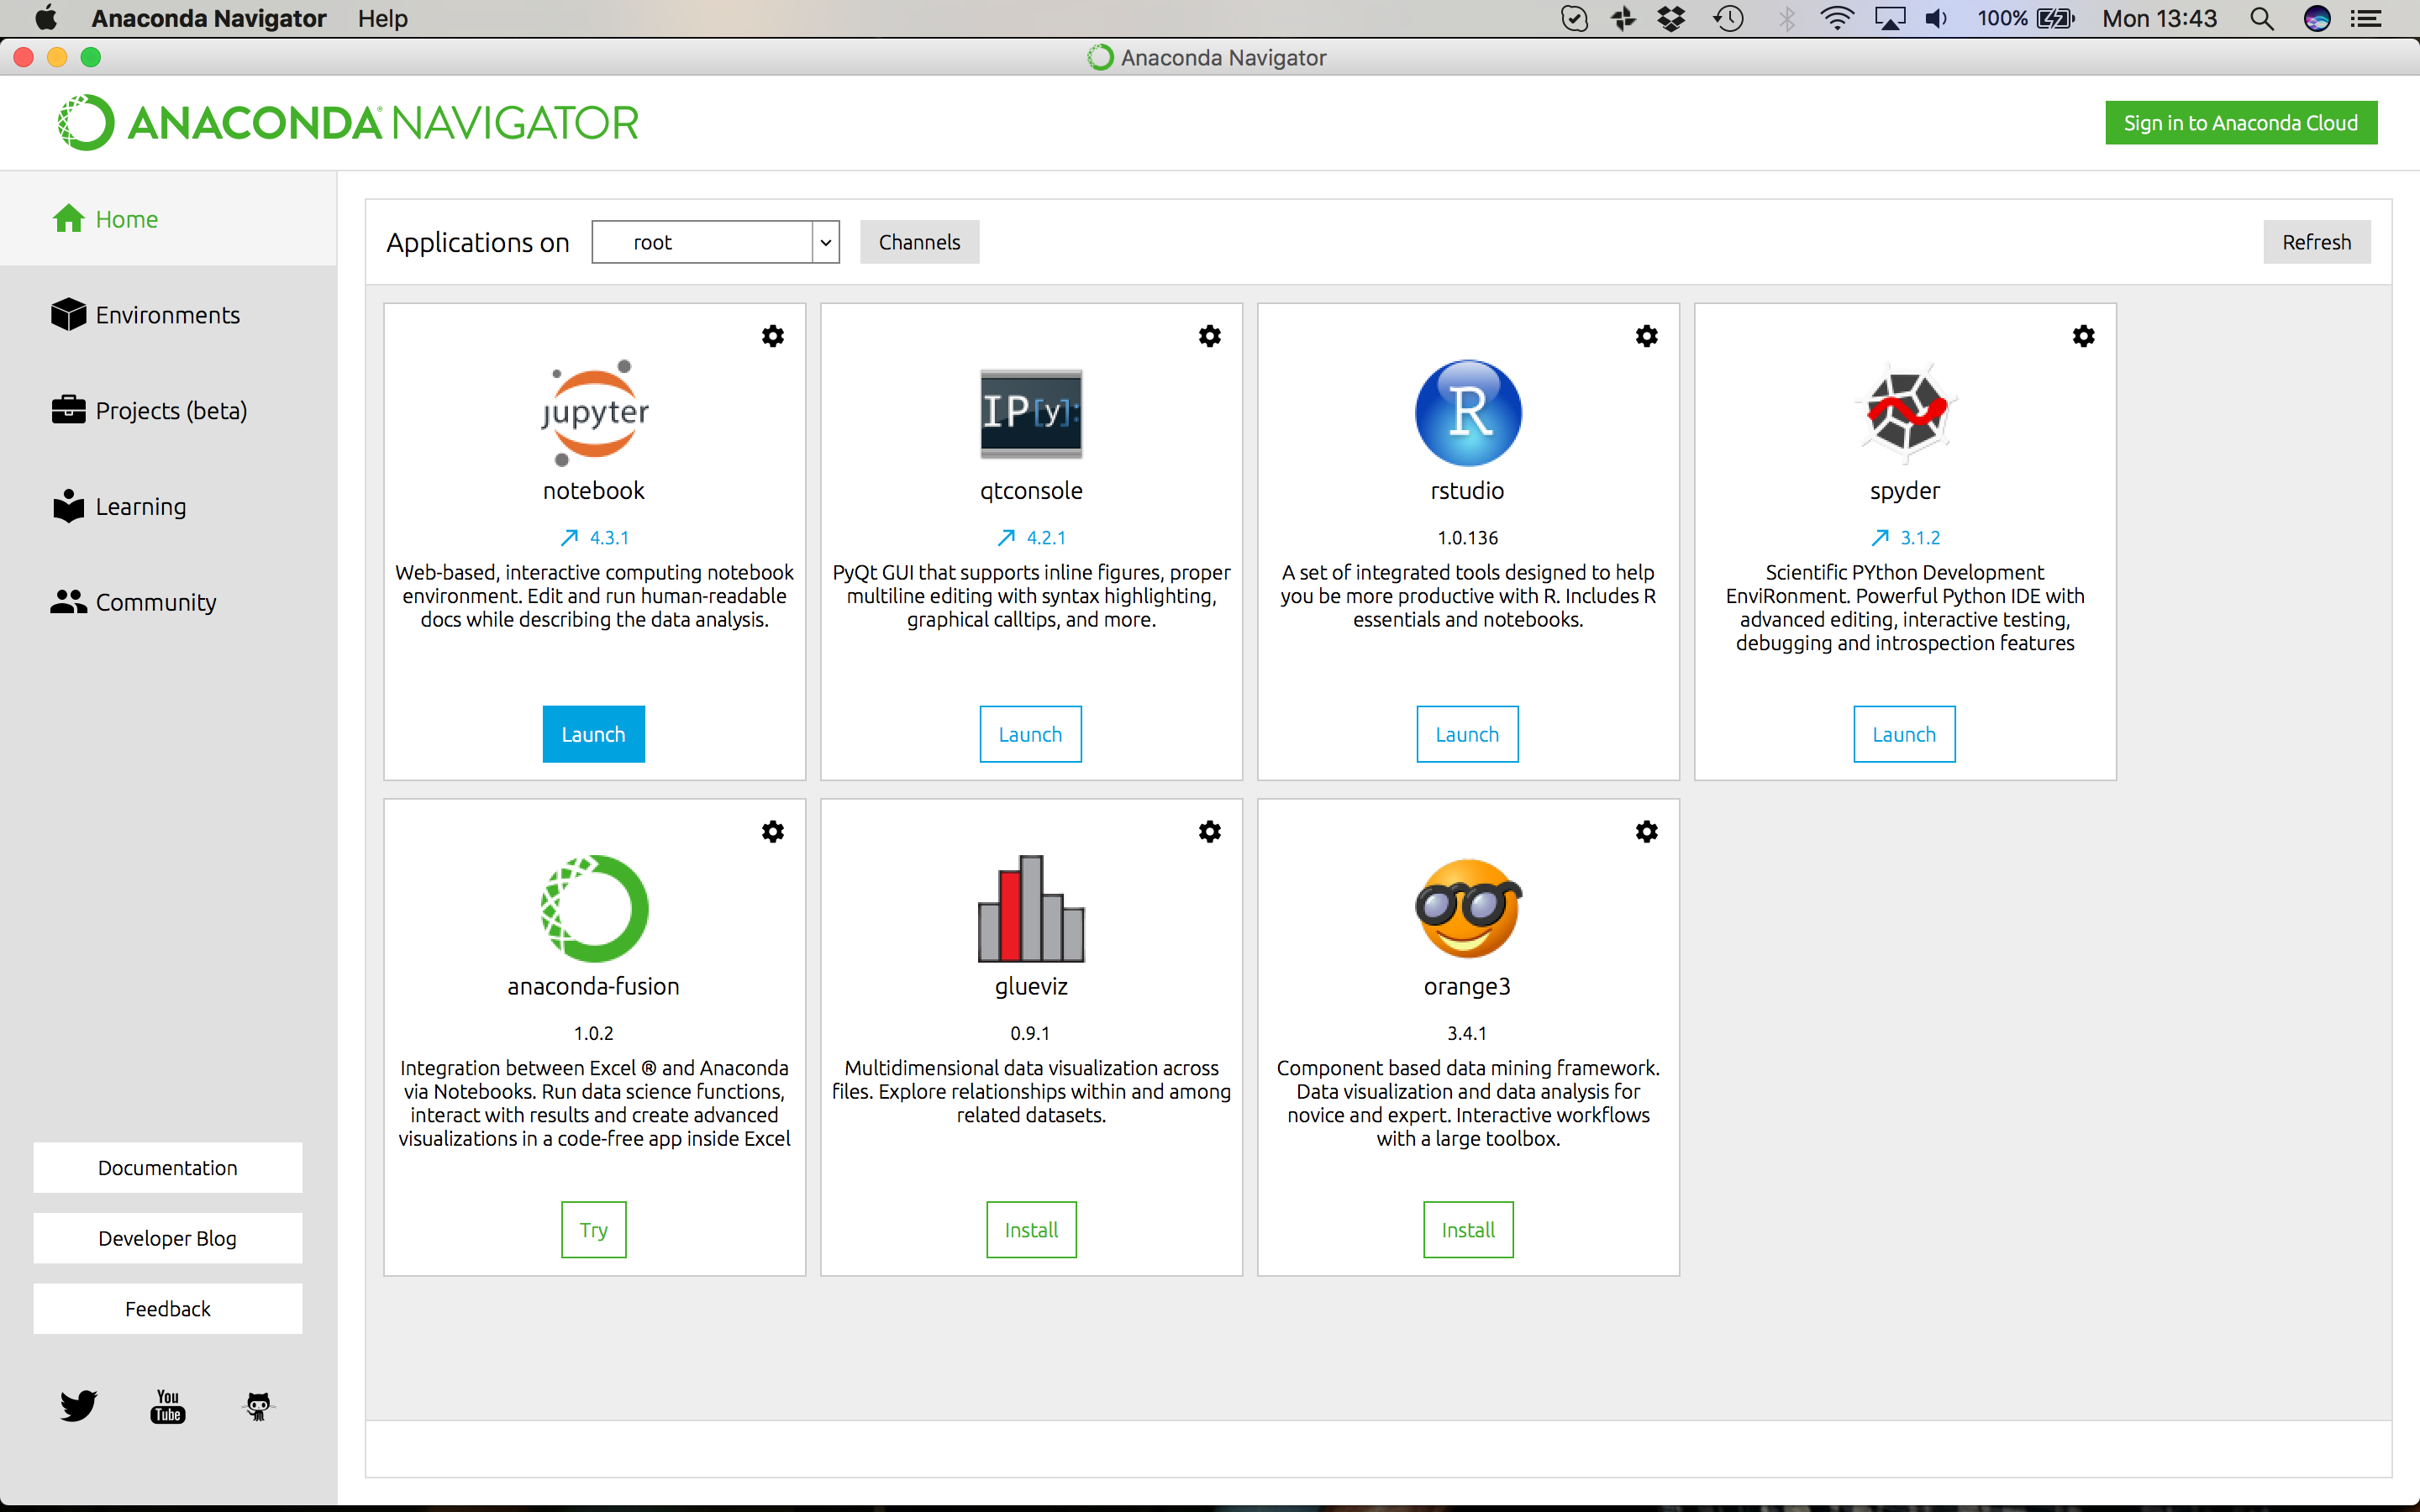 Anaconda Navigator Help
100% Mon 13:43
Anaconda Navigator
ANACONDA® NAVIGATOR
Sign in to Anaconda Cloud
Home
Environments
Projects (beta)
Learning
Community
Documentation
Developer Blog
Feedback
You
Tube
Applications on root Channels Refresh
jupyter
notebook
4.3.1
Web-based, interactive computing notebook
environment. Edit and run human-readable
docs while describing the data analysis.
Launch
IP[y]:
qtconsole
4.2.1
PyQt GUI that supports inline figures, proper
multiline editing with syntax highlighting,
graphical calltips, and more.
Launch
R
rstudio
1.0.136
A set of integrated tools designed to help
you be more productive with R. Includes R
essentials and notebooks.
Launch
spyder
3.1.2
Scientific PYthon Development
EnviRonment. Powerful Python IDE with
advanced editing, interactive testing,
debugging and introspection features
Launch
anaconda-fusion
1.0.2
Integration between Excel ® and Anaconda
via Notebooks. Run data science functions,
interact with results and create advanced
visualizations in a code-free app inside Excel
Try
glueviz
0.9.1
Multidimensional data visualization across
files. Explore relationships within and among
related datasets.
Install
orange3
3.4.1
Component based data mining framework.
Data visualization and data analysis for
novice and expert. Interactive workflows
with a large toolbox.
Install